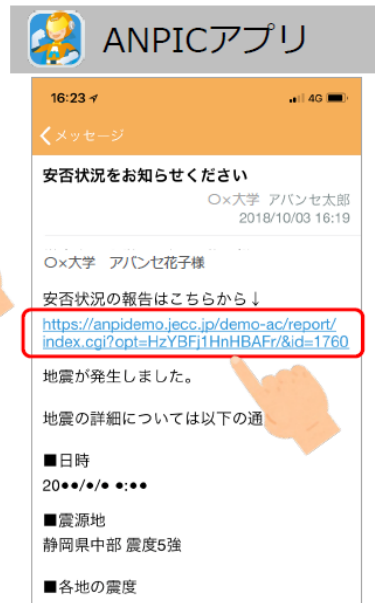 ANPICアプリ
16:23
4G
メッセージ
安否状況をお知らせください
○×大学 アバンセ太郎
2018/10/03 16:19
○×大学 アバンセ花子様
安否状況の報告はこちらから↓
https://anpidemo.jecc.jp/demo-ac/report/
index.cgi?opt=HzYBFj1HnHBAFr/&id=1760
地震が発生しました。
地震の詳細については以下の通
■日時
20●●/●/● ●:●●
■震源地
静岡県中部 震度5強
■各地の震度